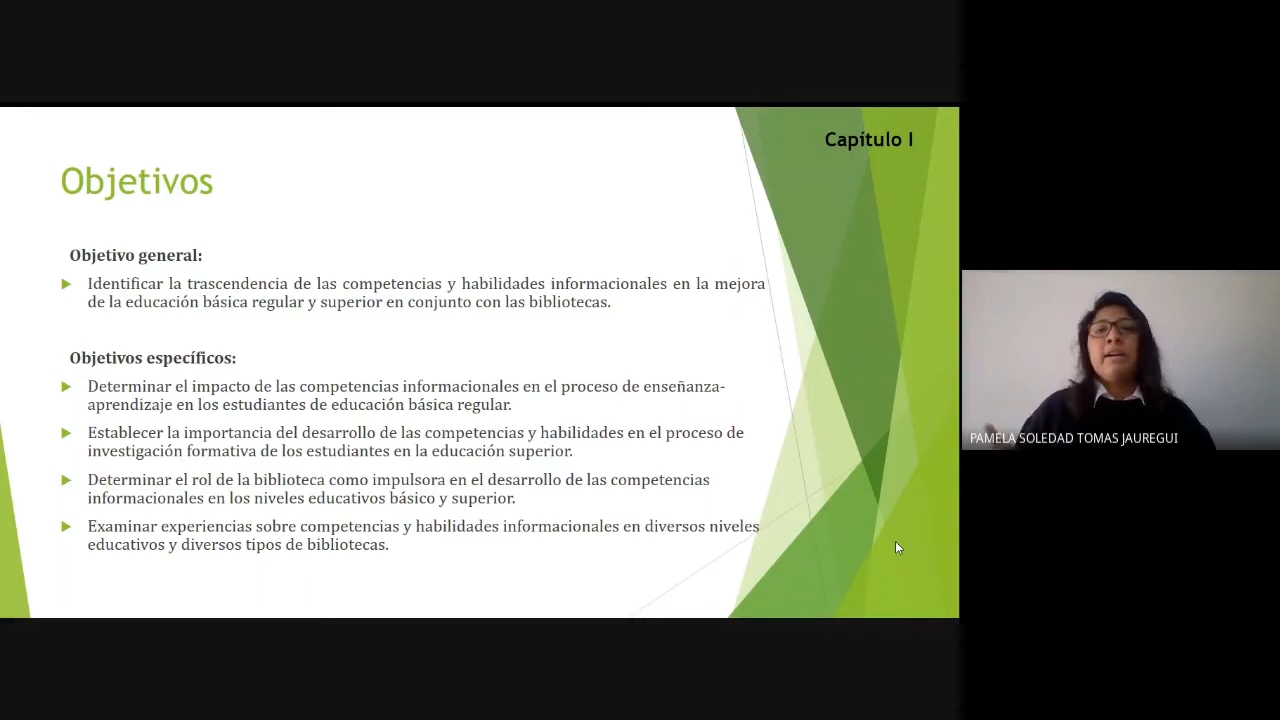 Capítulo I
Objetivos
Objetivo general:
Identificar la trascendencia de las competencias y habilidades informacionales en la mejora
de la educación básica regular y superior en conjunto con las bibliotecas.
Objetivos específicos:
Determinar el impacto de las competencias informacionales en el proceso de enseñanza-
aprendizaje en los estudiantes de educación básica regular.
Establecer la importancia del desarrollo de las competencias y habilidades en el proceso de
investigación formativa de los estudiantes en la educación superior.
Determinar el rol de la biblioteca como impulsora en el desarrollo de las competencias
informacionales en los niveles educativos básico y superior.
Examinar experiencias sobre competencias y habilidades informacionales en diversos niveles
educativos y diversos tipos de bibliotecas.
PAMELA SOLEDAD TOMAS JAUREGUI